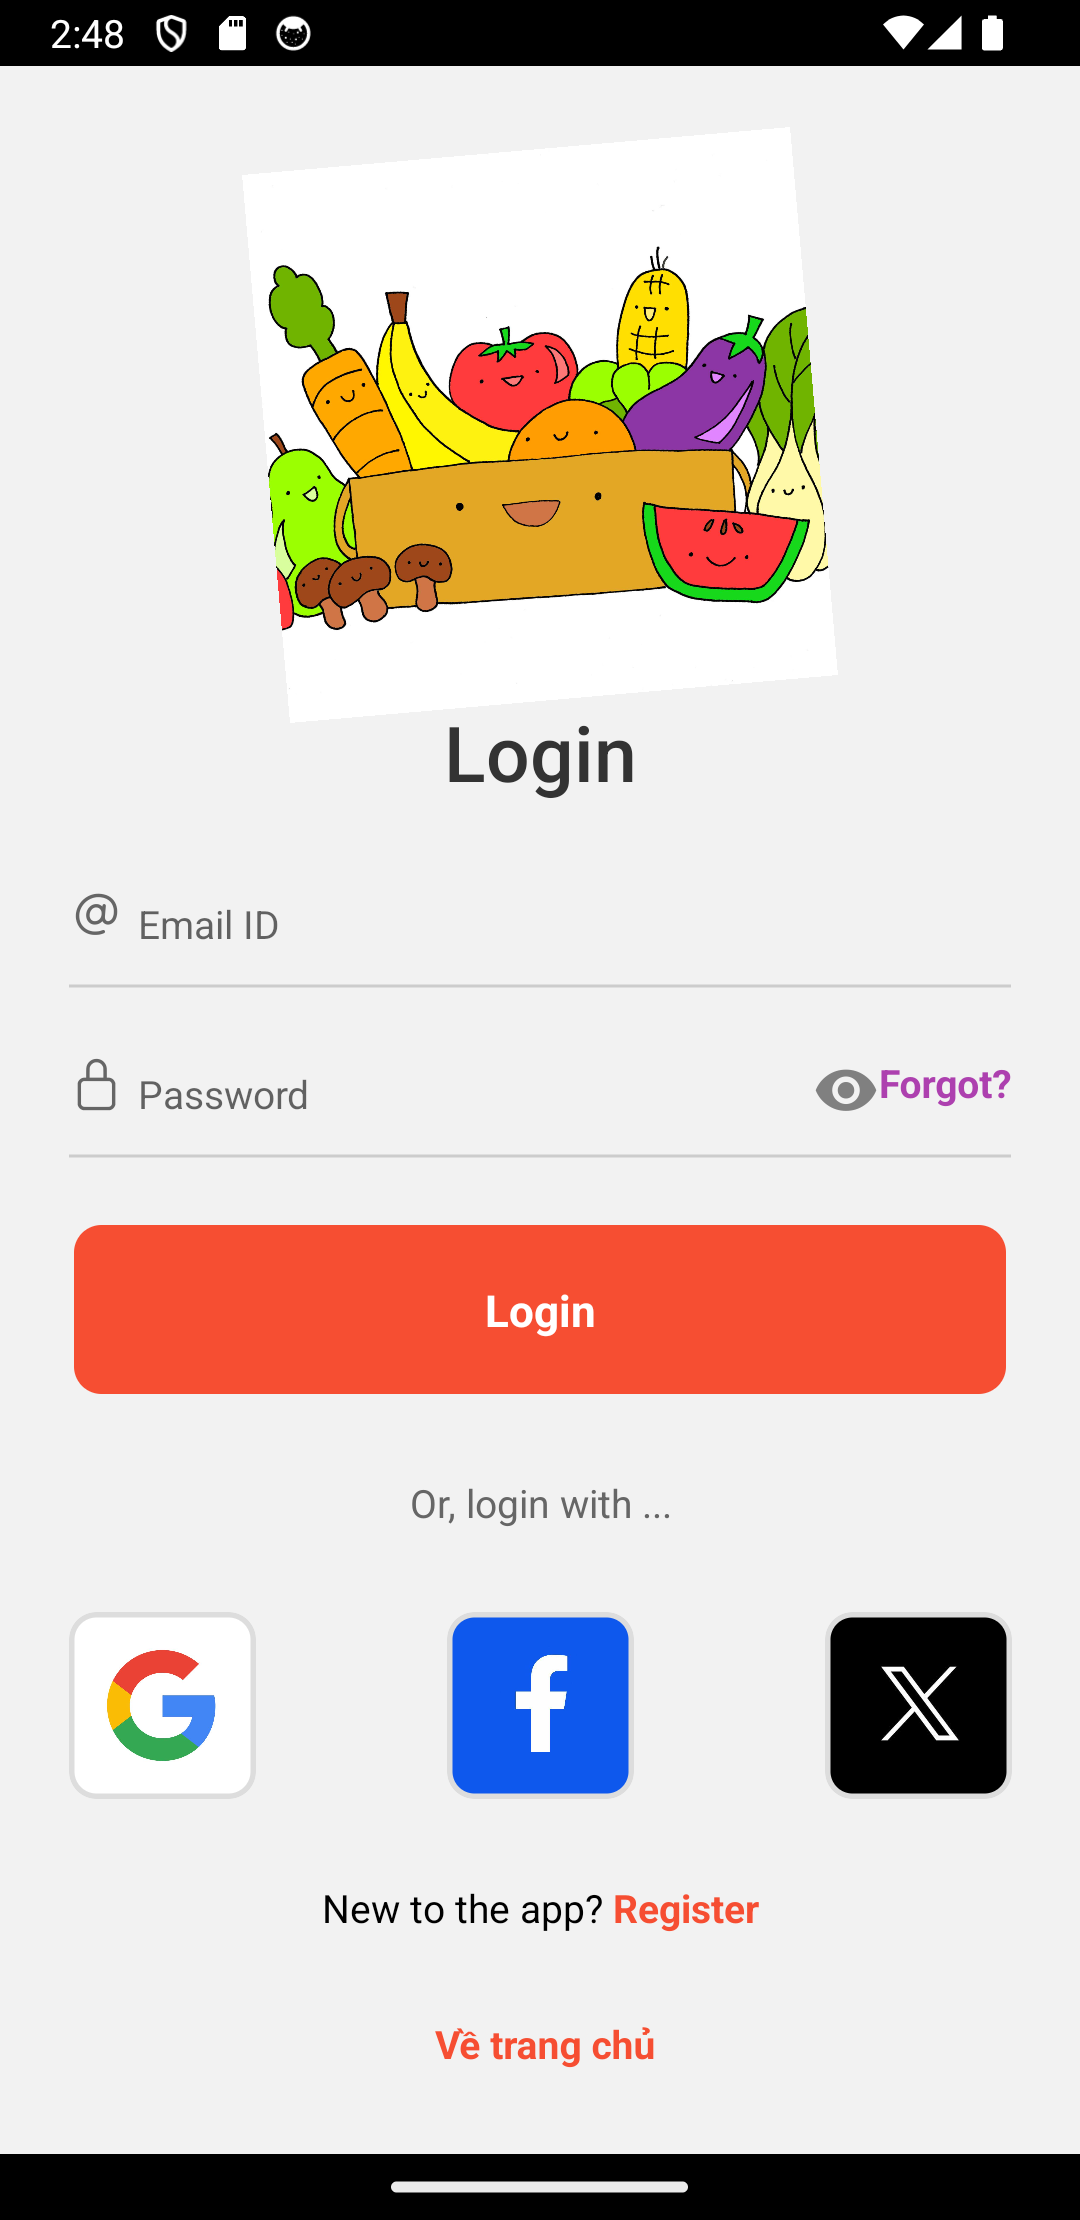 2:48
Login
@ Email ID
Password
Forgot?
Login
Or, login with ...
New to the app? Register
Về trang chủ